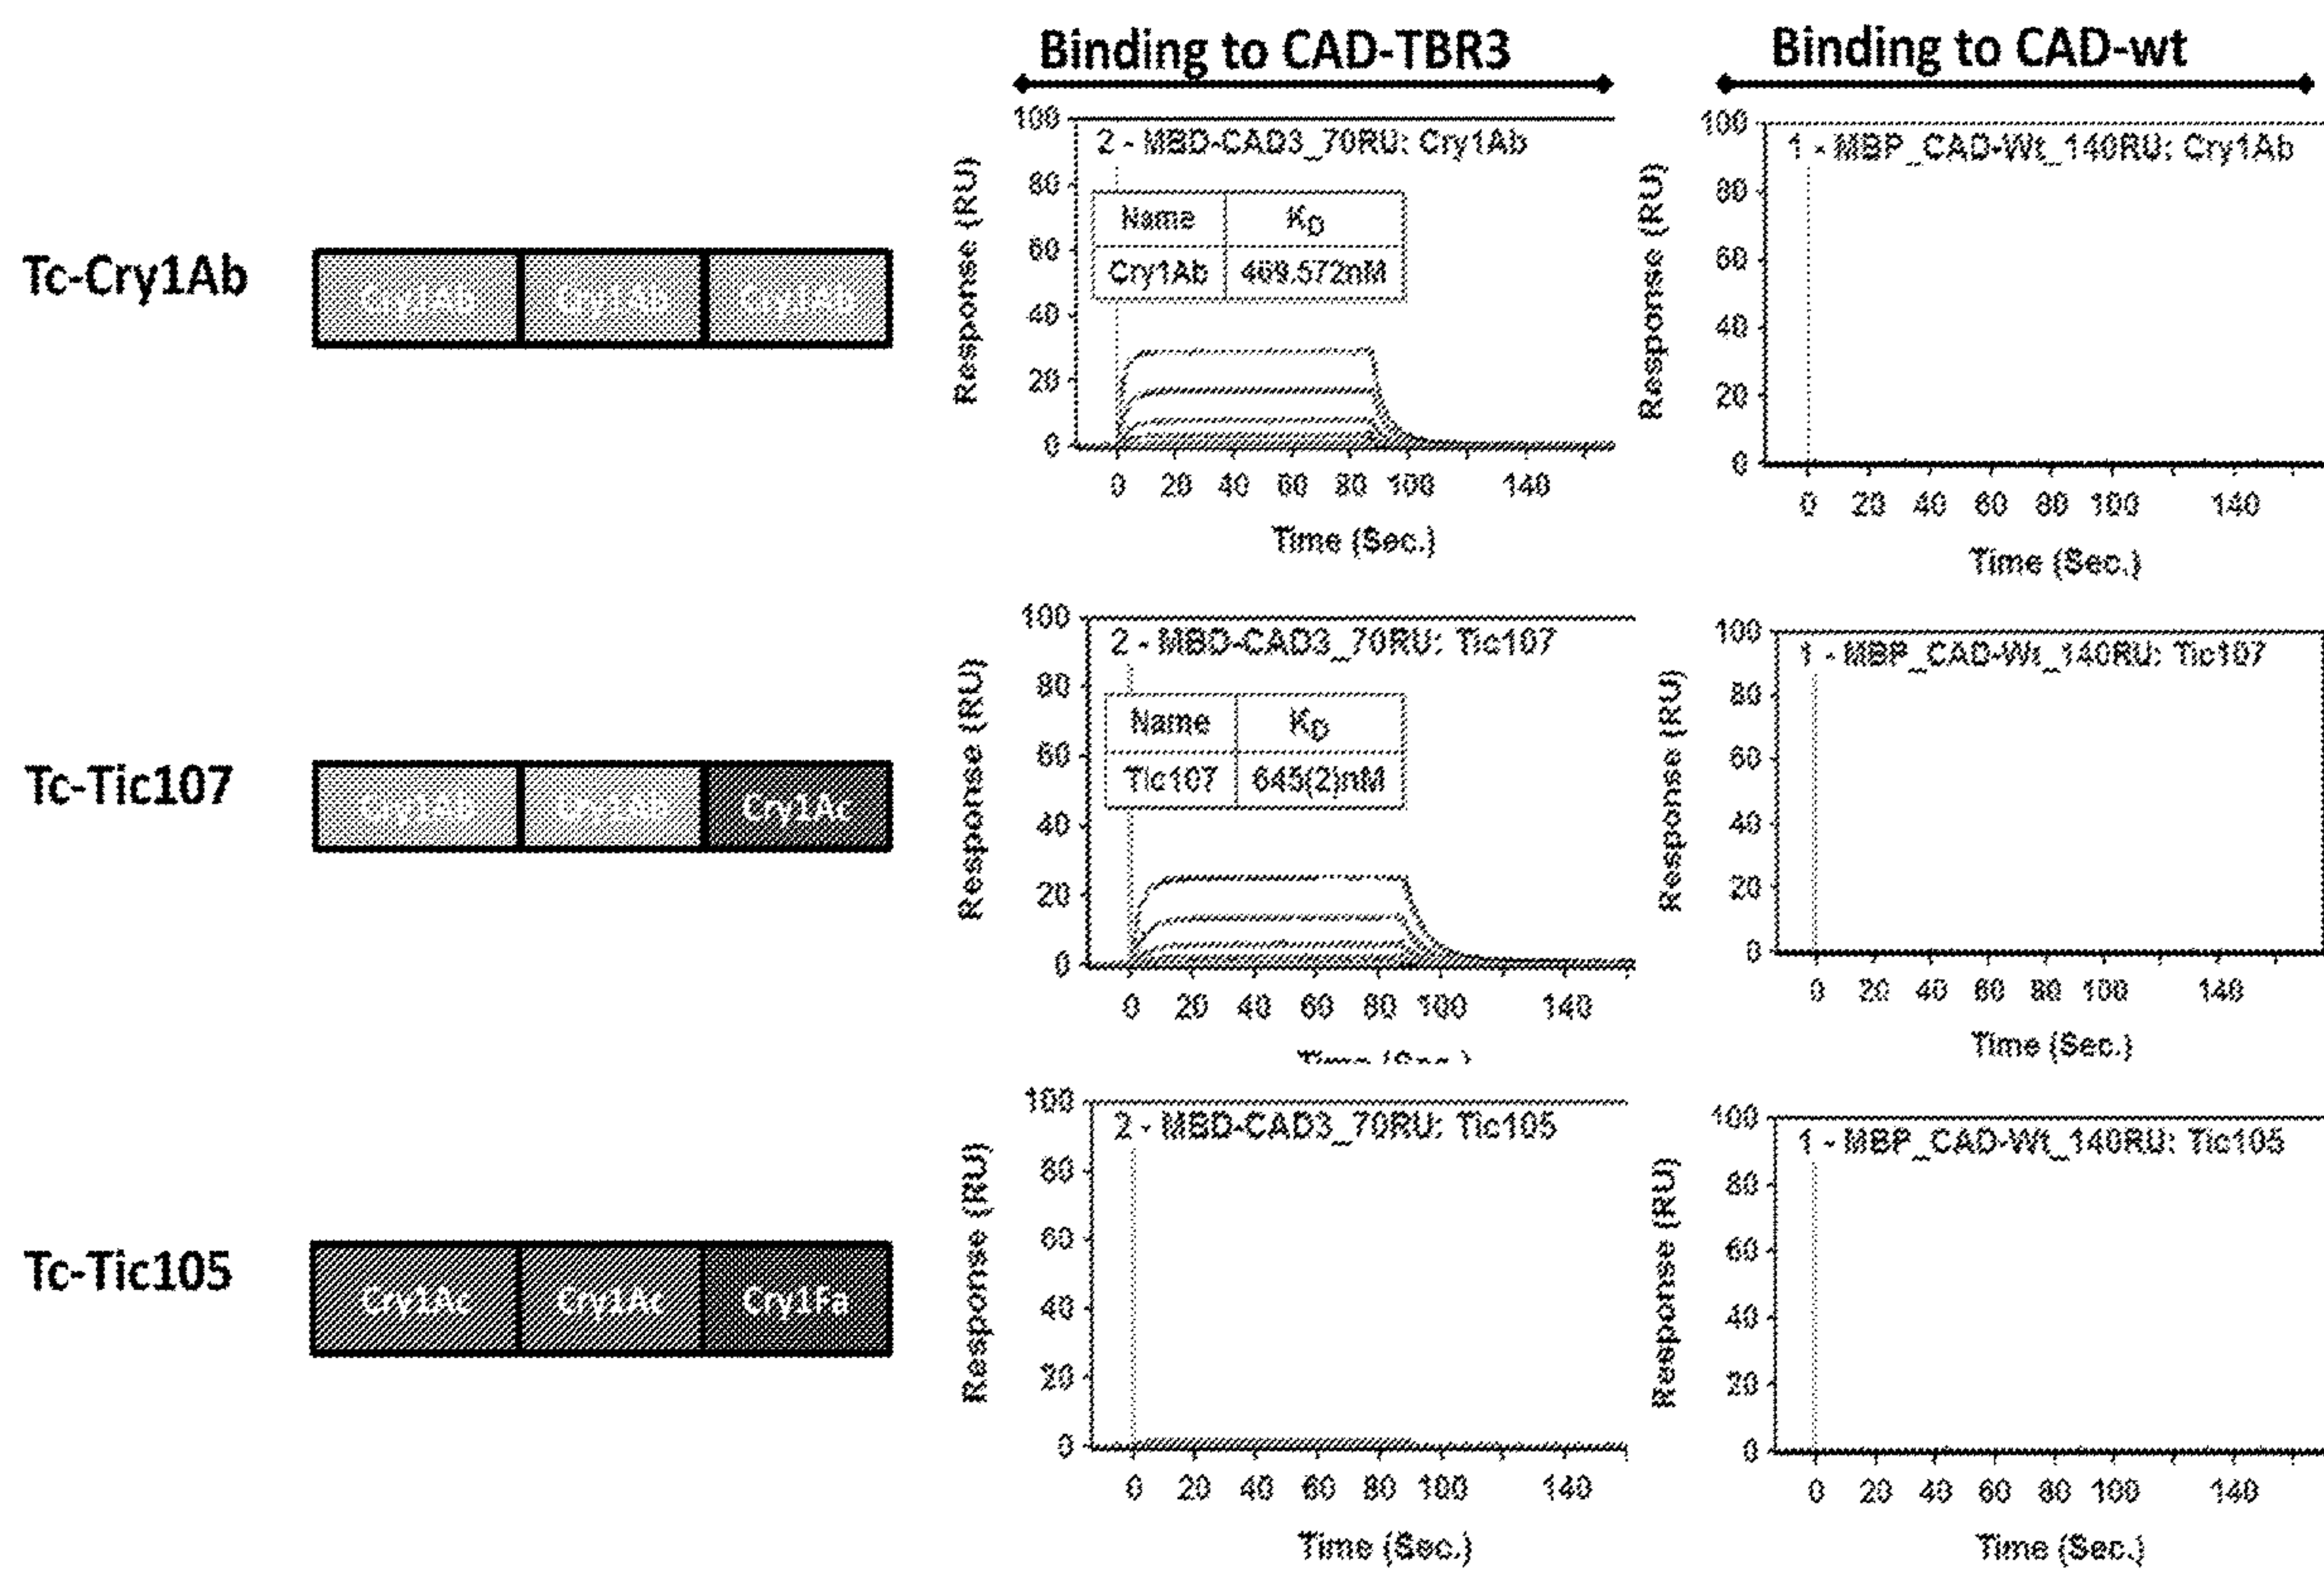 Binding to CAD-TBR3
Binding to CAD-wt
Tc-Cry1Ab
Cry1Ab Cry1Ab Cry1Ab
Response (RU)
100
80
60
40
20
0
2 - MBD-CAD3_70RU: Cry1Ab
Name KD
Cry1Ab 469.572nM
0 20 40 60 80 100 140
Time (Sec.)
Response (RU)
100
80
60
40
20
0
1 - MBP_CAD-Wt_140RU: Cry1Ab
0 20 40 60 80 100 140
Time (Sec.)
Tc-Tic107
Cry1Ab Cry1Ab Cry1Ac
Response (RU)
100
80
60
40
20
0
2 - MBD-CAD3_70RU: Tic107
Name KD
Tic107 645(2)nM
0 20 40 60 80 100 140
Response (RU)
100
80
60
40
20
0
1 - MBP_CAD-Wt_140RU: Tic107
0 20 40 60 80 100 140
Time (Sec.)
Tc-Tic105
Cry1Ac Cry1Ac Cry1Fa
Response (RU)
100
80
60
40
20
0
2 - MBD-CAD3_70RU: Tic105
0 20 40 60 80 100 140
Time (Sec.)
Response (RU)
100
80
60
40
20
0
1 - MBP_CAD-Wt_140RU: Tic105
0 20 40 60 80 100 140
Time (Sec.)